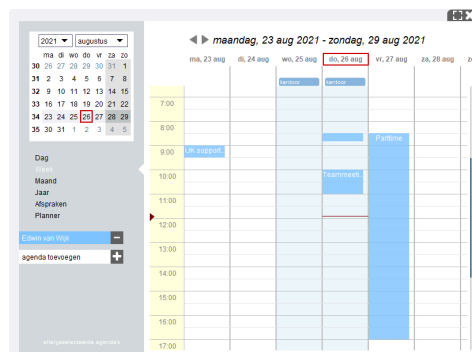 2021 augustus
ma di wo do vr za zo
30 26 27 28 29 30 31 1
31 2 3 4 5 6 7 8
32 9 10 11 12 13 14 15
33 16 17 18 19 20 21 22
34 23 24 25 26 27 28 29
35 30 31 1 2 3 4 5
Dag
Week
Maand
Jaar
Afspraken
Planner
Edwin van Wijk
agenda toevoegen
maandag, 23 aug 2021 - zondag, 29 aug 2021
ma, 23 aug di, 24 aug wo, 25 aug do, 26 aug vr, 27 aug za, 28 aug z
kantoor kantoor
7:00
8:00
Parttime
9:00 UK support..
10:00 Teammeeti..
11:00
12:00
13:00
14:00
15:00
16:00
17:00